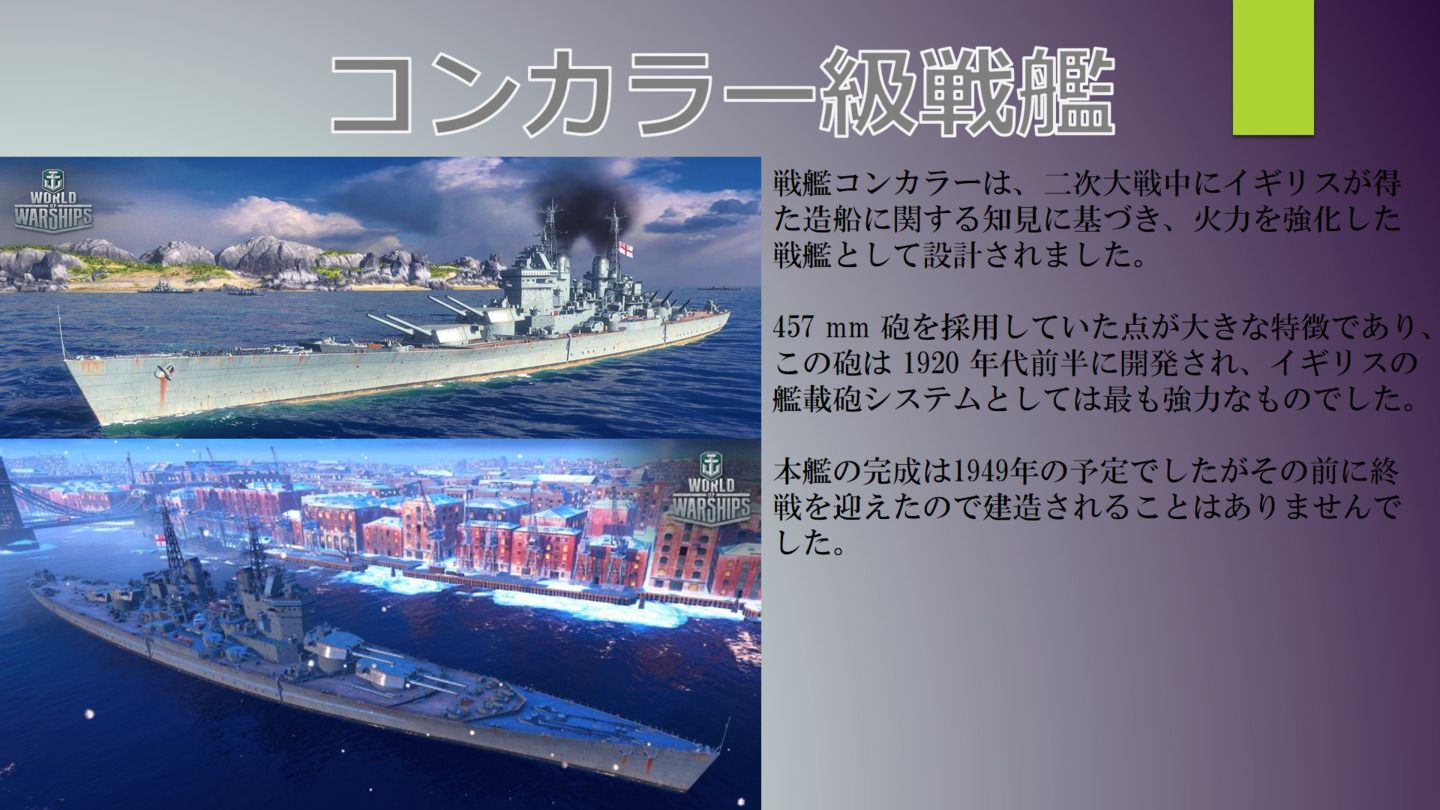 コンカラー級戦艦
WORLD
OF
WARSHIPS
戦艦コンカラーは、二次大戦中にイギリスが得
た造船に関する知見に基づき、火力を強化した
戦艦として設計されました。
457 mm 砲を採用していた点が大きな特徴であり、
この砲は 1920 年代前半に開発され、イギリスの
艦載砲システムとしては最も強力なものでした。
本艦の完成は1949年の予定でしたがその前に終
戦を迎えたので建造されることはありませんで
した。
WORLD
OF
WARSHIPS